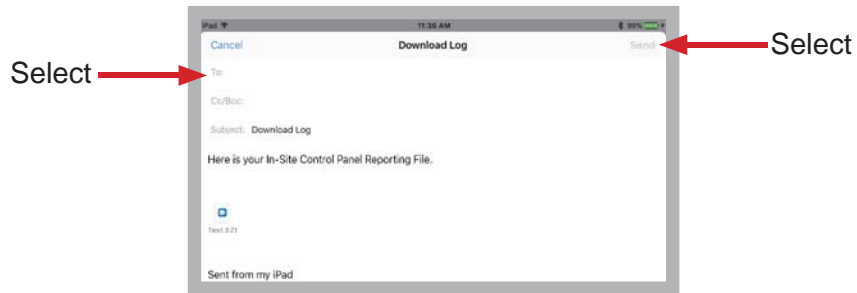 iPad 11:36 AM 99%
Cancel Download Log Send
Select
Select
To:
Cc/Bcc:
Subject: Download Log
Here is your In-Site Control Panel Reporting File.
Sent from my iPad